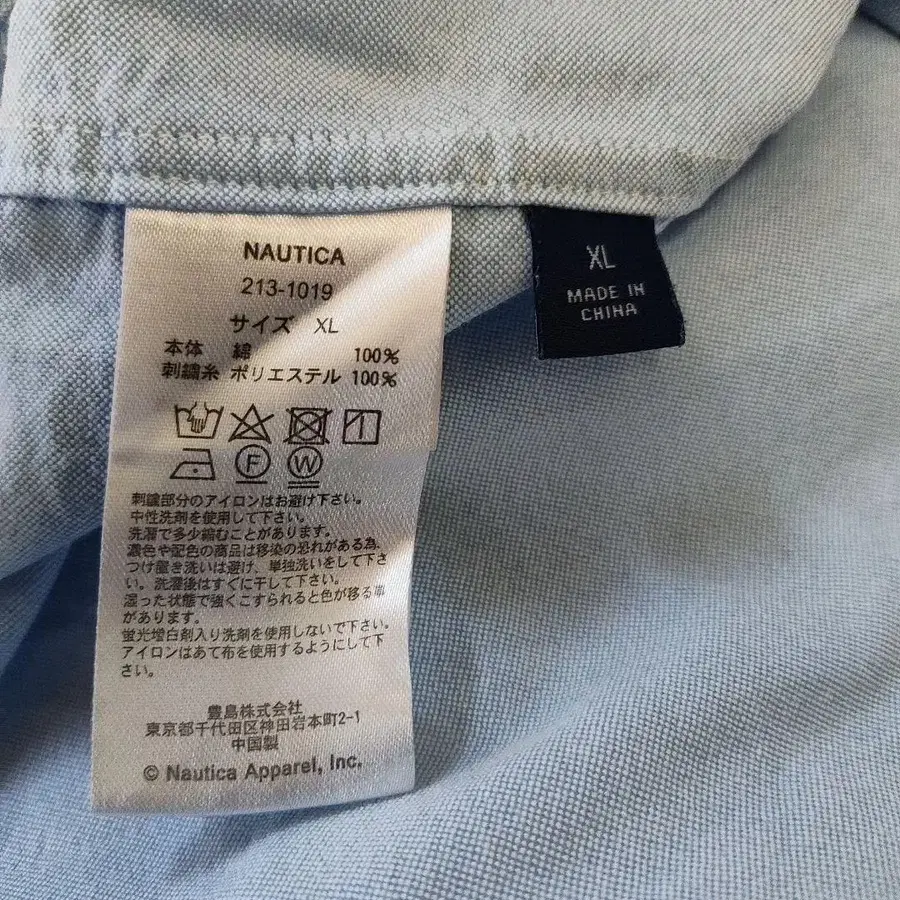 NAUTICA
213-1019
サイズ XL
本体 綿 100%
刺繍糸 ポリエステル 100%
F W
刺繍部分のアイロンはお避け下さい。
中性洗剤を使用して下さい。
洗濯で多少縮むことがあります。
濃色や配色の商品は移染の恐れがある為、
つけ置き洗いは避け、単独洗いをして下さ
い。洗濯後はすぐに干して下さい。
湿った状態で強くこすられると色が移る事
があります。
蛍光増白剤入り洗剤を使用しないで下さい。
アイロンはあて布を使用するようにして下
さい。
豊島株式会社
東京都千代田区神田岩本町2-1
中国製
© Nautica Apparel, Inc.
XL
MADE IN
CHINA